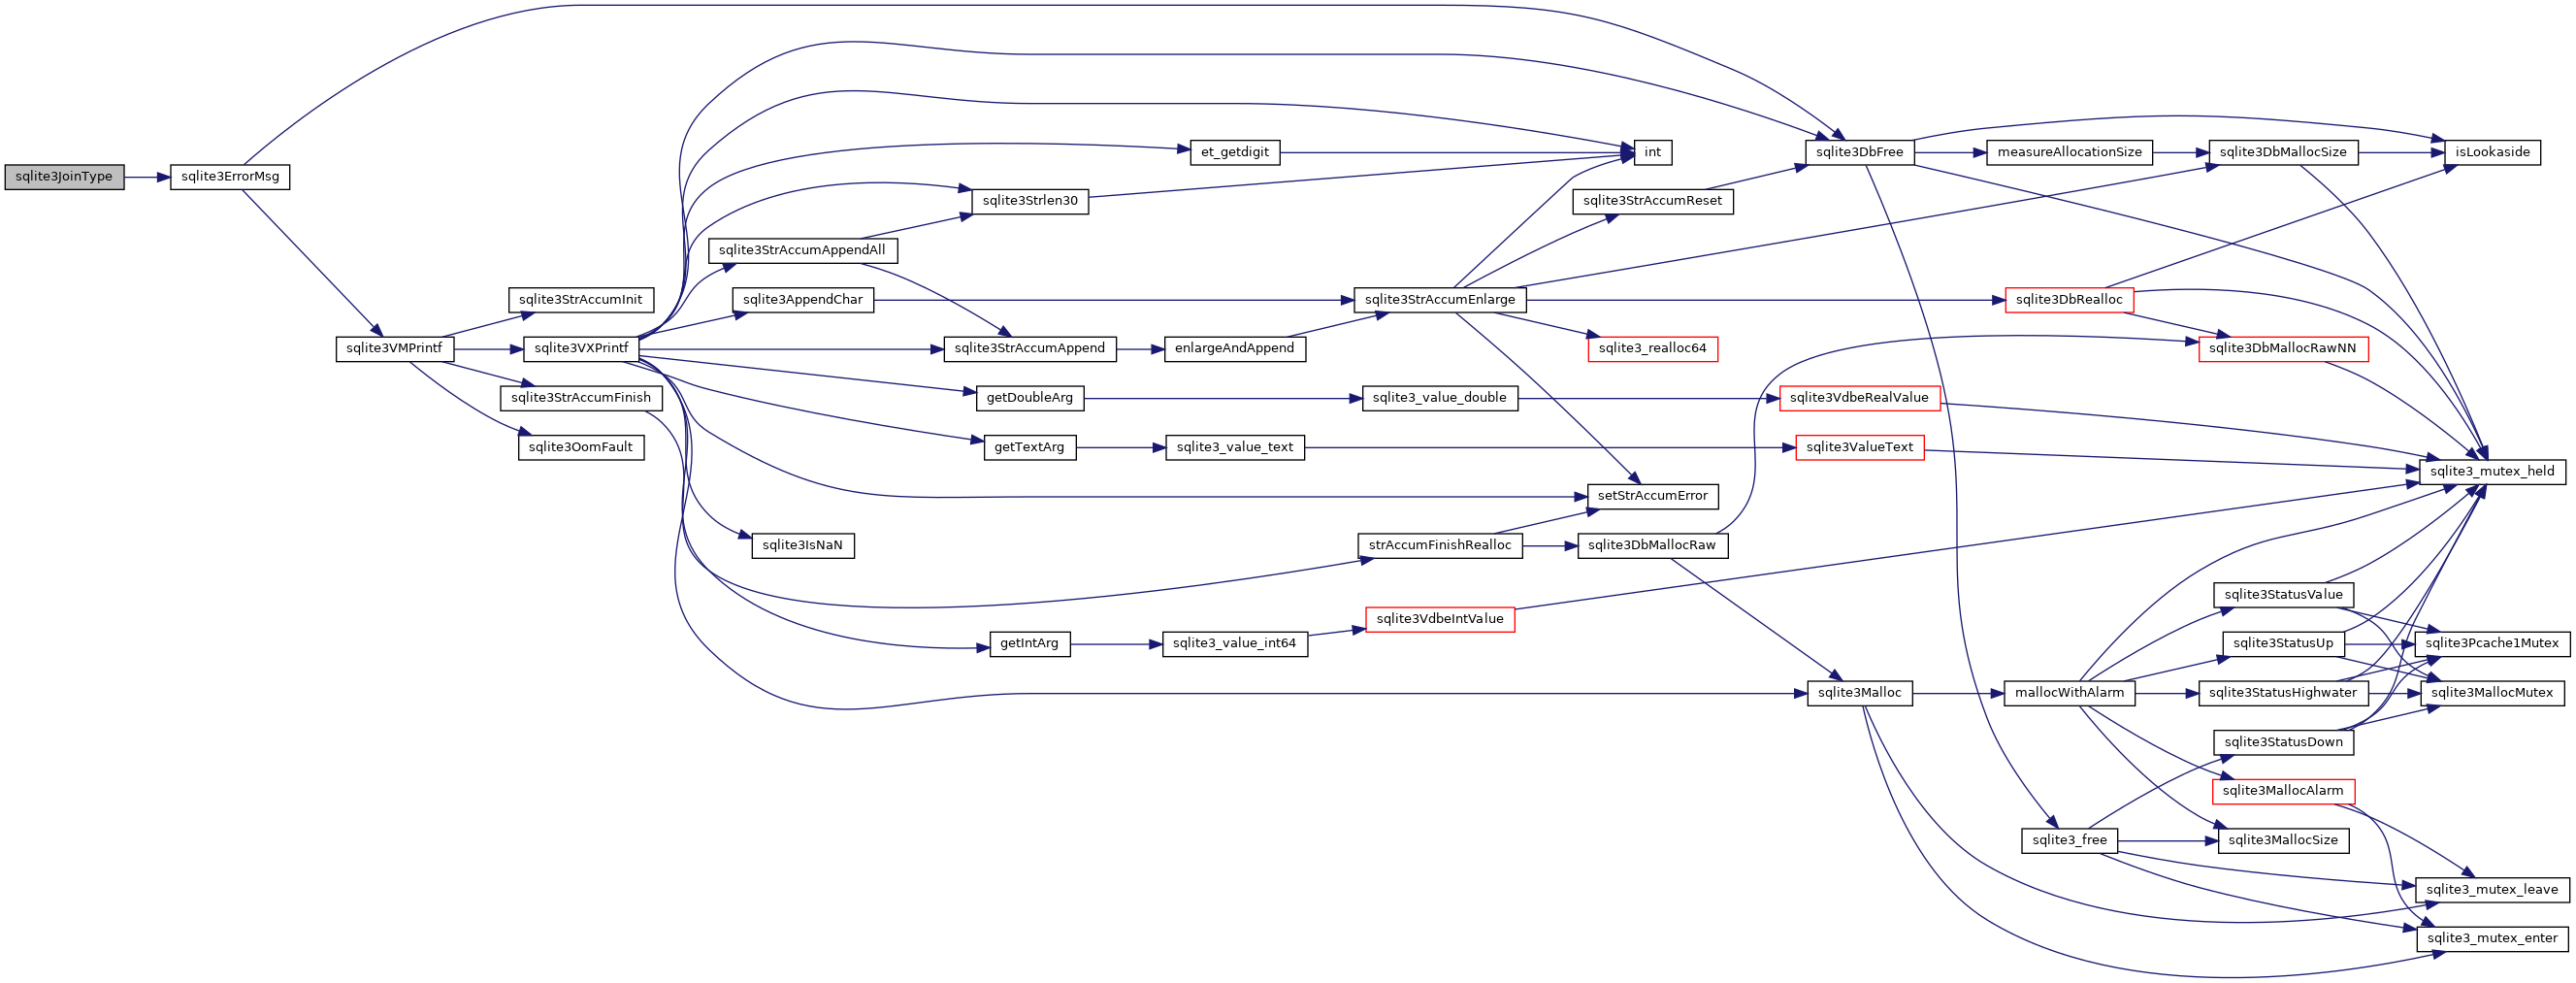 sqlite3JoinType
sqlite3ErrorMsg
sqlite3VMPrintf
sqlite3StrAccumInit
sqlite3VXPrintf
sqlite3StrAccumFinish
sqlite3OomFault
sqlite3StrAccumAppendAll
sqlite3AppendChar
sqlite3IsNaN
et_getdigit
sqlite3Strlen30
sqlite3StrAccumAppend
getDoubleArg
getTextArg
getIntArg
enlargeAndAppend
sqlite3_value_text
sqlite3_value_int64
sqlite3StrAccumEnlarge
sqlite3_value_double
strAccumFinishRealloc
sqlite3VdbeIntValue
int
sqlite3StrAccumReset
sqlite3_realloc64
setStrAccumError
sqlite3DbMallocRaw
sqlite3DbFree
sqlite3VdbeRealValue
sqlite3ValueText
sqlite3Malloc
measureAllocationSize
sqlite3DbRealloc
mallocWithAlarm
sqlite3_free
sqlite3DbMallocSize
sqlite3DbMallocRawNN
sqlite3StatusValue
sqlite3StatusUp
sqlite3StatusHighwater
sqlite3StatusDown
sqlite3MallocAlarm
sqlite3MallocSize
isLookaside
sqlite3_mutex_held
sqlite3Pcache1Mutex
sqlite3MallocMutex
sqlite3_mutex_leave
sqlite3_mutex_enter